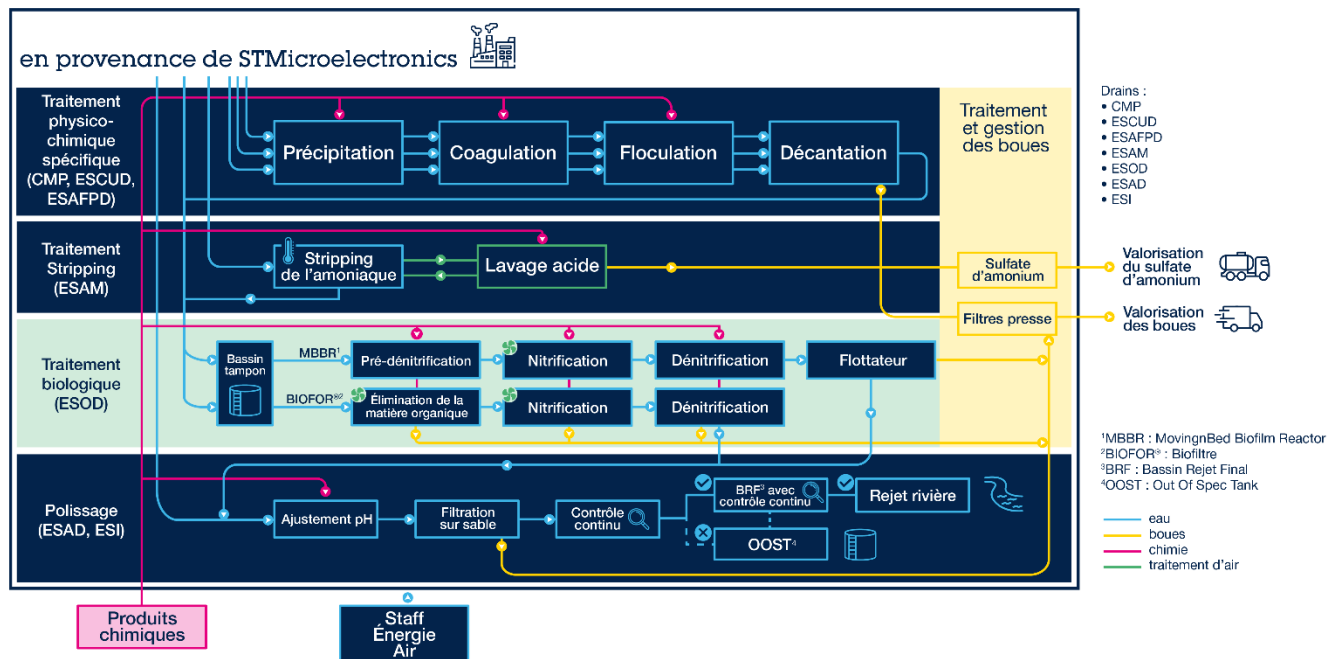 en provenance de STMicroelectronics
Traitement
physico-
chimique
spécifique
(CMP, ESCUD,
ESAFPD)
Précipitation
Coagulation
Floculation
Décantation
Traitement
et gestion
des boues
Drains :
• CMP
• ESCUD
• ESAFPD
• ESAM
• ESOD
• ESAD
• ESI
Traitement
Stripping
(ESAM)
Stripping
de l'amoniaque
Lavage acide
Sulfate
d'amonium
Valorisation
du sulfate
d'amonium
Filtres presse
Valorisation
des boues
Traitement
biologique
(ESOD)
Bassin
tampon
MBBR¹
Pré-dénitrification
Nitrification
Dénitrification
Flottateur
BIOFOR®²
Élimination de la
matière organique
Nitrification
Dénitrification
¹MBBR : MovingnBed Biofilm Reactor
²BIOFOR® : Biofiltre
³BRF : Bassin Rejet Final
⁴OOST : Out Of Spec Tank
Polissage
(ESAD, ESI)
Ajustement pH
Filtration
sur sable
Contrôle
continu
BRF³ avec
contrôle continu
Rejet rivière
OOST⁴
eau
boues
chimie
traitement d'air
Produits
chimiques
Staff
Énergie
Air